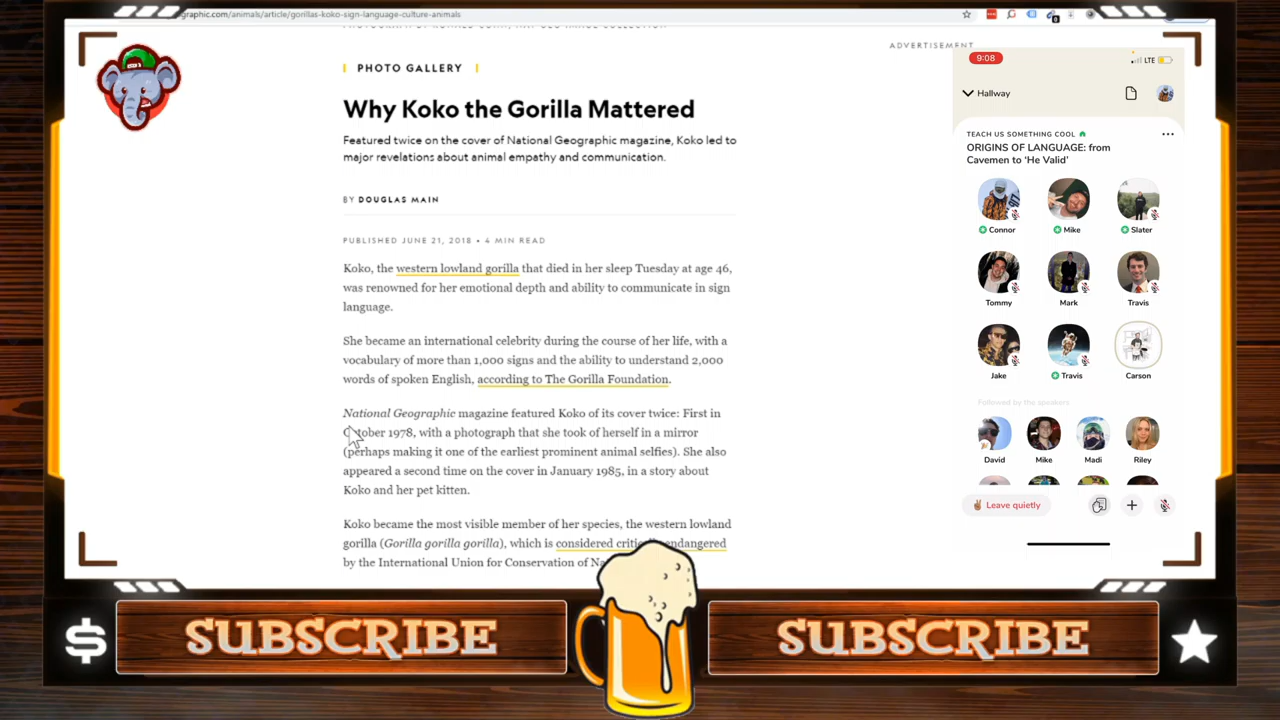 graphic.com/animals/article/gorillas-koko-sign-language-culture-animals
ADVERTISEMENT
PHOTO GALLERY
Why Koko the Gorilla Mattered
Featured twice on the cover of National Geographic magazine, Koko led to
major revelations about animal empathy and communication.
BY DOUGLAS MAIN
PUBLISHED JUNE 21, 2018 • 4 MIN READ
Koko, the western lowland gorilla that died in her sleep Tuesday at age 46,
was renowned for her emotional depth and ability to communicate in sign
language.
She became an international celebrity during the course of her life, with a
vocabulary of more than 1,000 signs and the ability to understand 2,000
words of spoken English, according to The Gorilla Foundation.
National Geographic magazine featured Koko of its cover twice: First in
October 1978, with a photograph that she took of herself in a mirror
(perhaps making it one of the earliest prominent animal selfies). She also
appeared a second time on the cover in January 1985, in a story about
Koko and her pet kitten.
Koko became the most visible member of her species, the western lowland
gorilla (Gorilla gorilla gorilla), which is considered endangered
by the International Union for Conservation of
9:08
LTE
Hallway
TEACH US SOMETHING COOL
ORIGINS OF LANGUAGE: from
Cavemen to 'He Valid'
Connor Mike Slater
Tommy Mark Travis
Jake Travis Carson
Followed by the speakers
David Mike Madi Riley
Leave quietly
$ SUBSCRIBE SUBSCRIBE